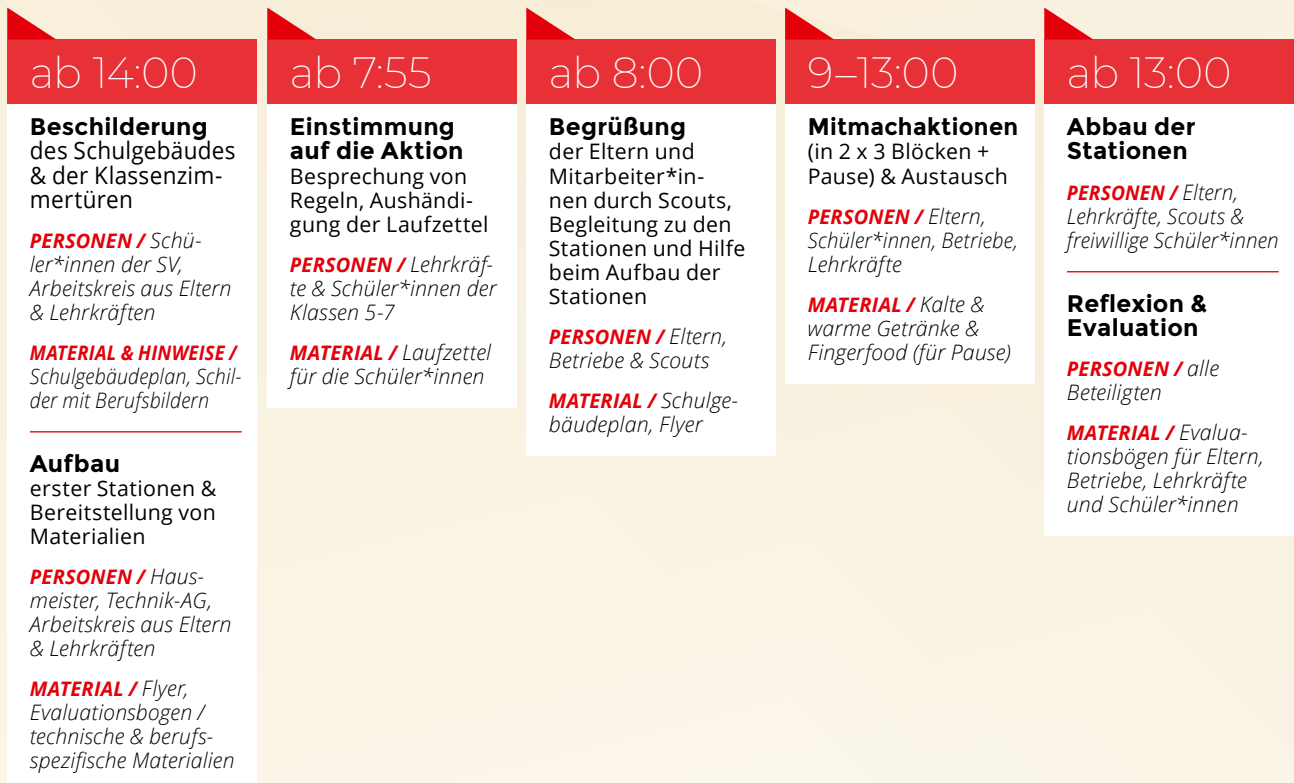 ab 14:00
Beschilderung
des Schulgebäudes
& der Klassenzim-
mertüren
PERSONEN / Schü-
ler*innen der SV,
Arbeitskreis aus Eltern
& Lehrkräften
MATERIAL & HINWEISE /
Schulgebäudeplan, Schil-
der mit Berufsbildern
Aufbau
erster Stationen &
Bereitstellung von
Materialien
PERSONEN / Haus-
meister, Technik-AG,
Arbeitskreis aus Eltern
& Lehrkräften
MATERIAL / Flyer,
Evaluationsbogen /
technische & berufs-
spezifische Materialien
ab 7:55
Einstimmung
auf die Aktion
Besprechung von
Regeln, Aushändi-
gung der Laufzettel
PERSONEN / Lehrkräf-
te & Schüler*innen der
Klassen 5-7
MATERIAL / Laufzettel
für die Schüler*innen
ab 8:00
Begrüßung
der Eltern und
Mitarbeiter*in-
nen durch Scouts,
Begleitung zu den
Stationen und Hilfe
beim Aufbau der
Stationen
PERSONEN / Eltern,
Betriebe & Scouts
MATERIAL / Schulge-
bäudeplan, Flyer
9–13:00
Mitmachaktionen
(in 2 x 3 Blöcken +
Pause) & Austausch
PERSONEN / Eltern,
Schüler*innen, Betriebe,
Lehrkräfte
MATERIAL / Kalte &
warme Getränke &
Fingerfood (für Pause)
ab 13:00
Abbau der
Stationen
PERSONEN / Eltern,
Lehrkräfte, Scouts &
freiwillige Schüler*innen
Reflexion &
Evaluation
PERSONEN / alle
Beteiligten
MATERIAL / Evalua-
tionsbögen für Eltern,
Betriebe, Lehrkräfte
und Schüler*innen